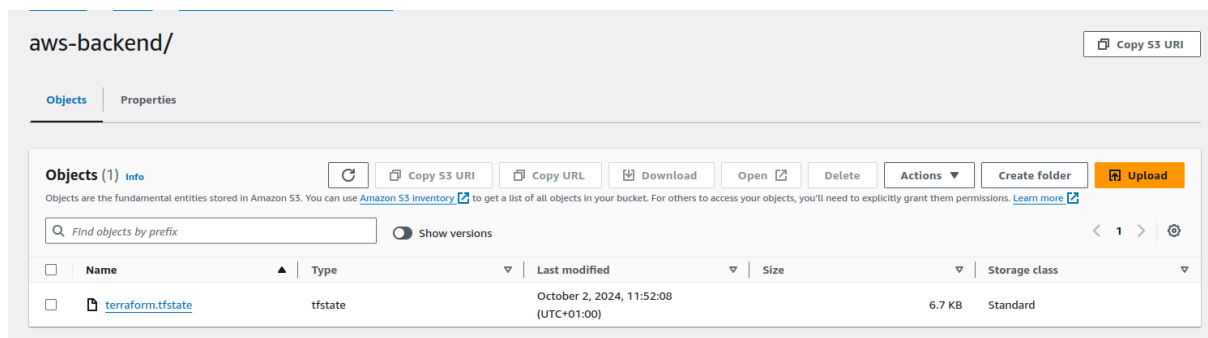 aws-backend/
Copy S3 URI
Objects
Properties
Objects (1) Info
Copy S3 URI
Copy URL
Download
Open
Delete
Actions
Create folder
Upload
Objects are the fundamental entities stored in Amazon S3. You can use Amazon S3 inventory to get a list of all objects in your bucket. For others to access your objects, you'll need to explicitly grant them permissions. Learn more
Find objects by prefix
Show versions
1
Name
Type
Last modified
Size
Storage class
terraform.tfstate
tfstate
October 2, 2024, 11:52:08
(UTC+01:00)
6.7 KB
Standard